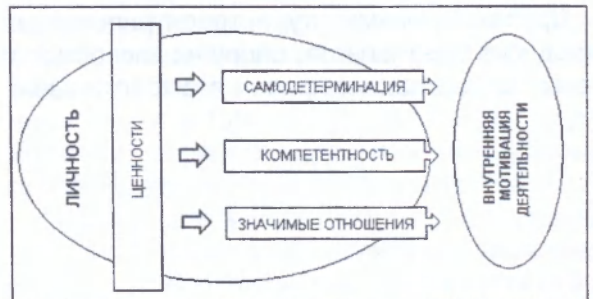 ЛИЧНОСТЬ
ЦЕННОСТИ
САМОДЕТЕРМИНАЦИЯ
КОМПЕТЕНТНОСТЬ
ЗНАЧИМЫЕ ОТНОШЕНИЯ
ВНУТРЕННЯЯ
МОТИВАЦИЯ
ДЕЯТЕЛЬНОСТИ